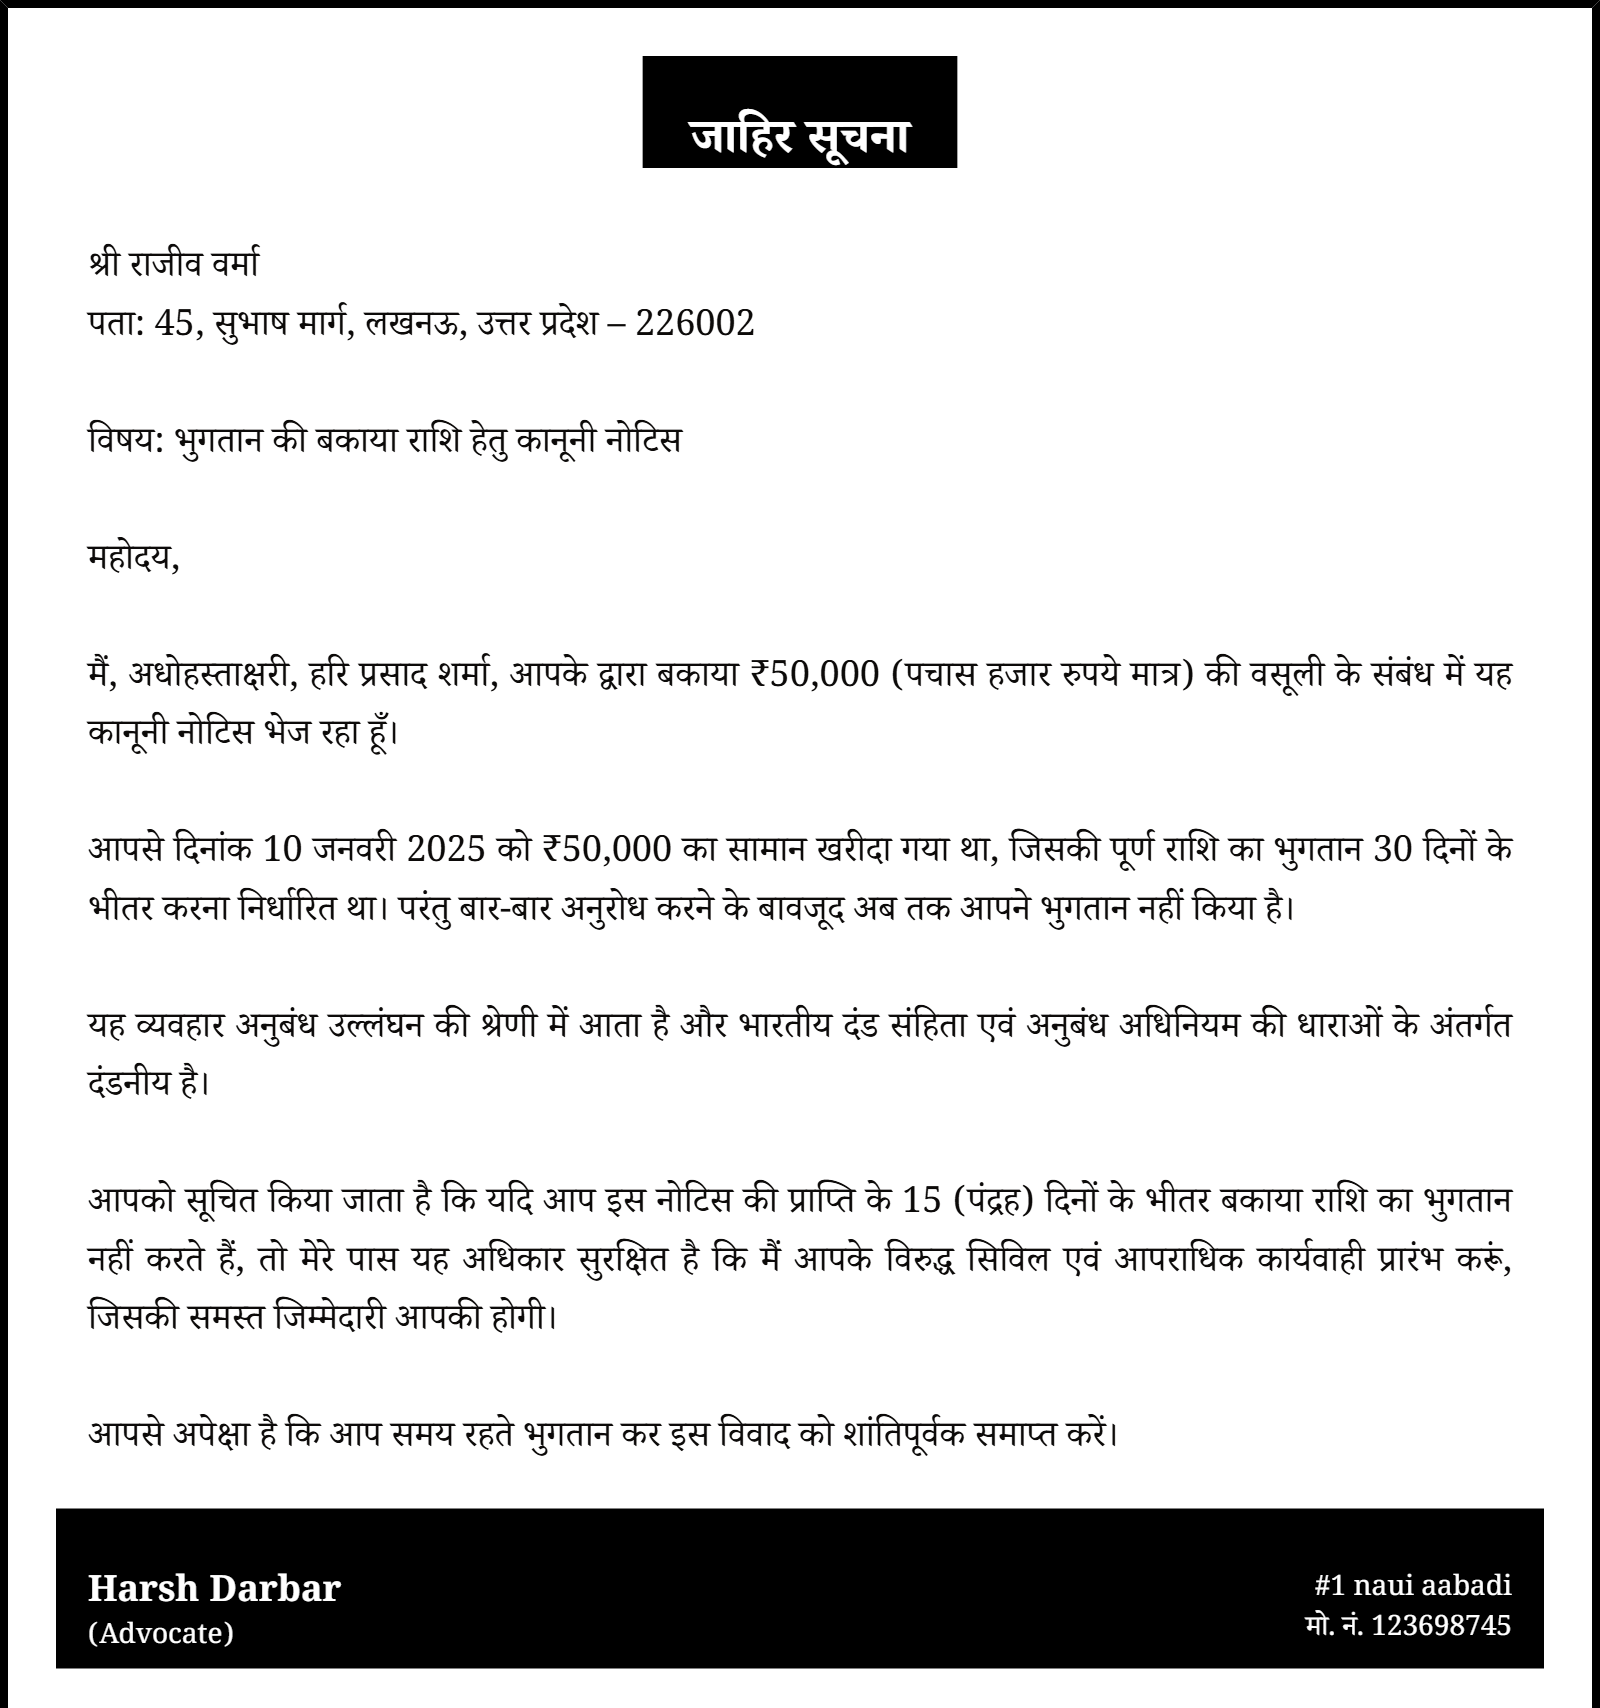 जाहिर सूचना
श्री राजीव वर्मा
पता: 45, सुभाष मार्ग, लखनऊ, उत्तर प्रदेश – 226002
विषय: भुगतान की बकाया राशि हेतु कानूनी नोटिस
महोदय,
मैं, अधोहस्ताक्षरी, हरि प्रसाद शर्मा, आपके द्वारा बकाया ₹50,000 (पचास हजार रुपये मात्र) की वसूली के संबंध में यह
कानूनी नोटिस भेज रहा हूँ।
आपसे दिनांक 10 जनवरी 2025 को ₹50,000 का सामान खरीदा गया था, जिसकी पूर्ण राशि का भुगतान 30 दिनों के
भीतर करना निर्धारित था। परंतु बार-बार अनुरोध करने के बावजूद अब तक आपने भुगतान नहीं किया है।
यह व्यवहार अनुबंध उल्लंघन की श्रेणी में आता है और भारतीय दंड संहिता एवं अनुबंध अधिनियम की धाराओं के अंतर्गत
दंडनीय है।
आपको सूचित किया जाता है कि यदि आप इस नोटिस की प्राप्ति के 15 (पंद्रह) दिनों के भीतर बकाया राशि का भुगतान
नहीं करते हैं, तो मेरे पास यह अधिकार सुरक्षित है कि मैं आपके विरुद्ध सिविल एवं आपराधिक कार्यवाही प्रारंभ करूं,
जिसकी समस्त जिम्मेदारी आपकी होगी।
आपसे अपेक्षा है कि आप समय रहते भुगतान कर इस विवाद को शांतिपूर्वक समाप्त करें।
Harsh Darbar
(Advocate)
#1 naui aabadi
मो. नं. 123698745